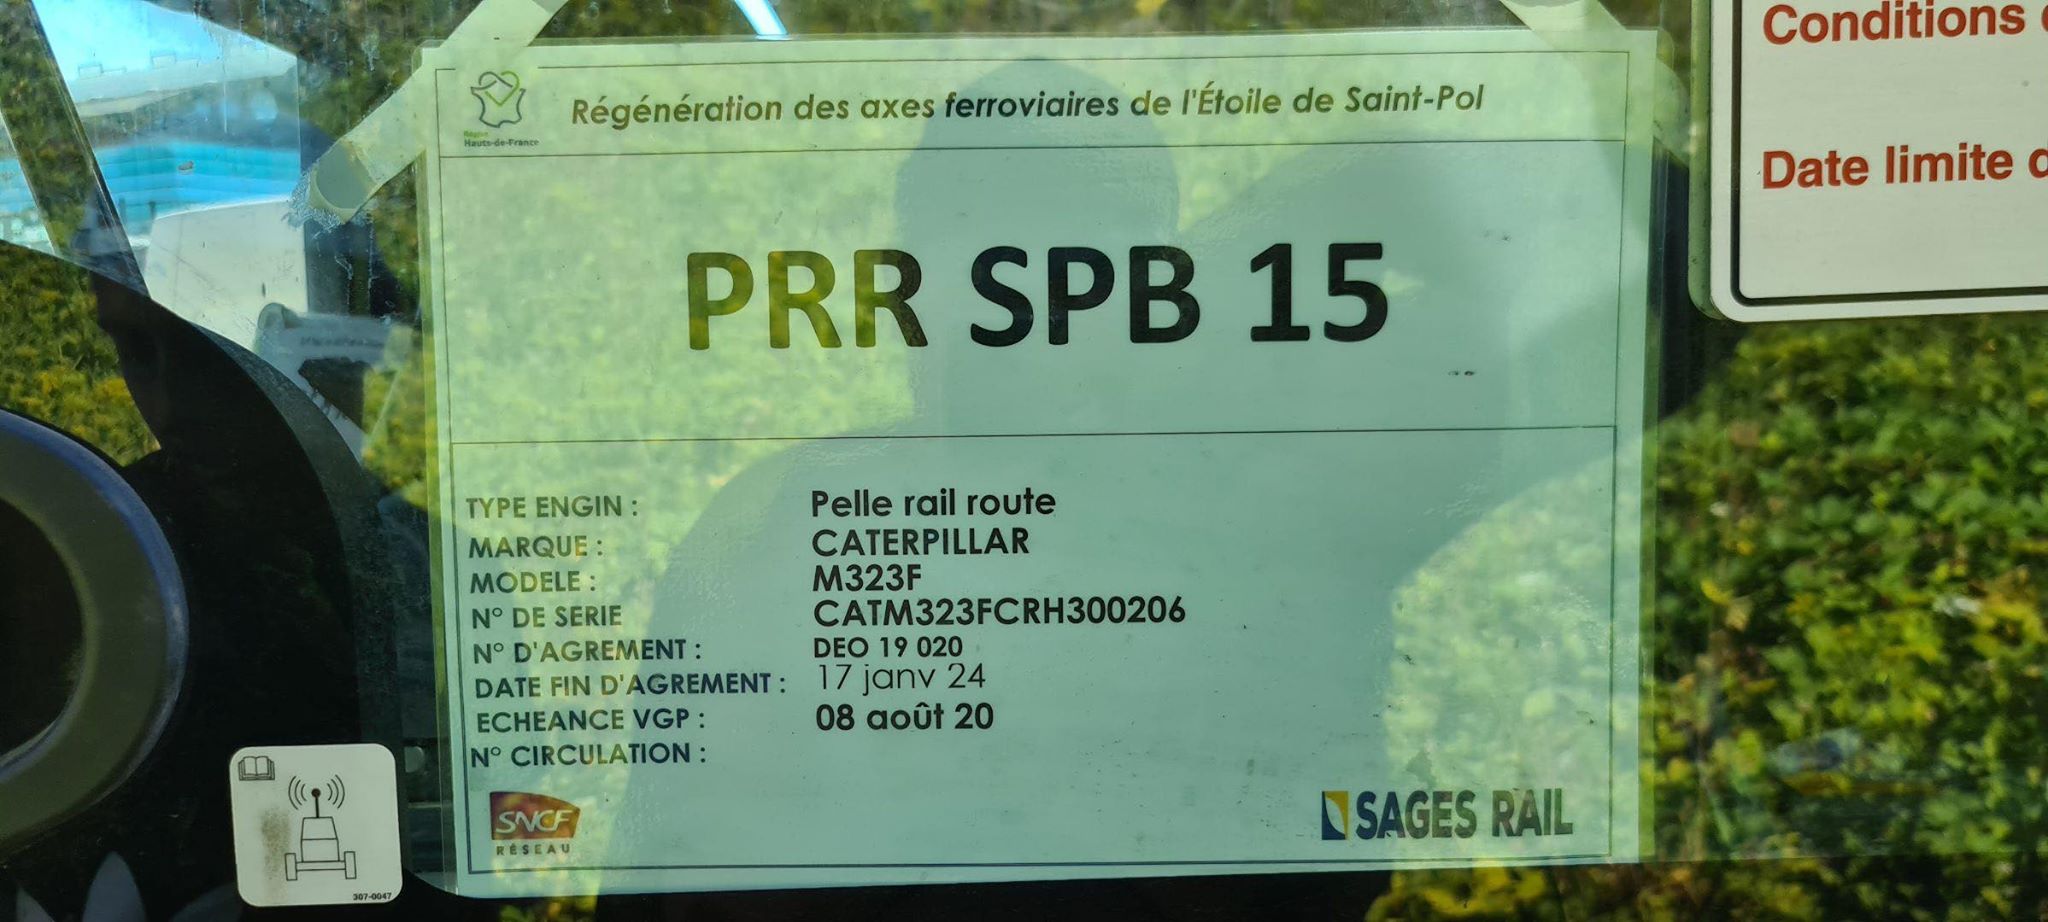 Région
Hauts-de-France
Régénération des axes ferroviaires de l'Étoile de Saint-Pol
PRR SPB 15
TYPE ENGIN : Pelle rail route
MARQUE : CATERPILLAR
MODELE : M323F
N° DE SERIE CATM323FCRH300206
N° D'AGREMENT : DEO 19 020
DATE FIN D'AGREMENT : 17 janv 24
ECHEANCE VGP : 08 août 20
N° CIRCULATION :
SNCF
RÉSEAU
SAGES RAIL
Conditions
Date limite
307-0047